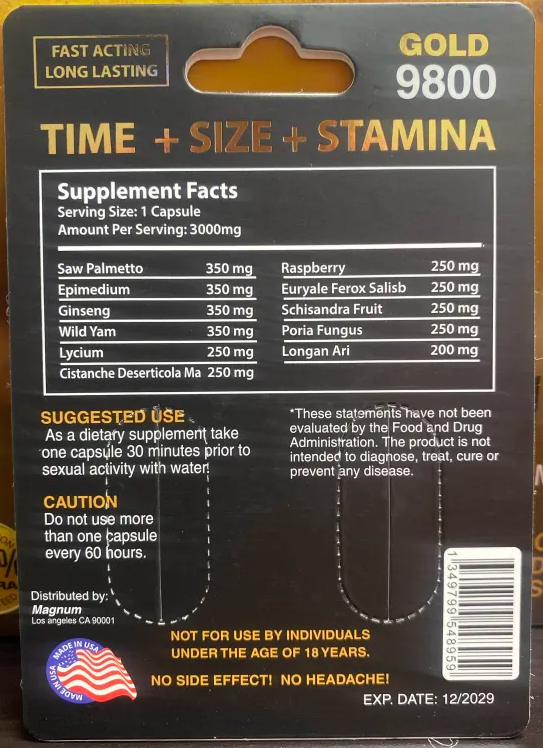 FAST ACTING
LONG LASTING
GOLD
9800
TIME + SIZE + STAMINA
Supplement Facts
Serving Size: 1 Capsule
Amount Per Serving: 3000mg
Saw Palmetto 350 mg
Epimedium 350 mg
Ginseng 350 mg
Wild Yam 350 mg
Lycium 250 mg
Cistanche Deserticola Ma 250 mg
Raspberry 250 mg
Euryale Ferox Salisb 250 mg
Schisandra Fruit 250 mg
Poria Fungus 250 mg
Longan Ari 200 mg
SUGGESTED USE
As a dietary supplement take
one capsule 30 minutes prior to
sexual activity with water.
CAUTION
Do not use more
than one capsule
every 60 hours.
*These statements have not been
evaluated by the Food and Drug
Administration. The product is not
intended to diagnose, treat, cure or
prevent any disease.
Distributed by:
Magnum
Los angeles CA 90001
MADE IN USA
MADE IN USA
NOT FOR USE BY INDIVIDUALS
UNDER THE AGE OF 18 YEARS.
NO SIDE EFFECT! NO HEADACHE!
1 349799 548959
EXP. DATE: 12/2029